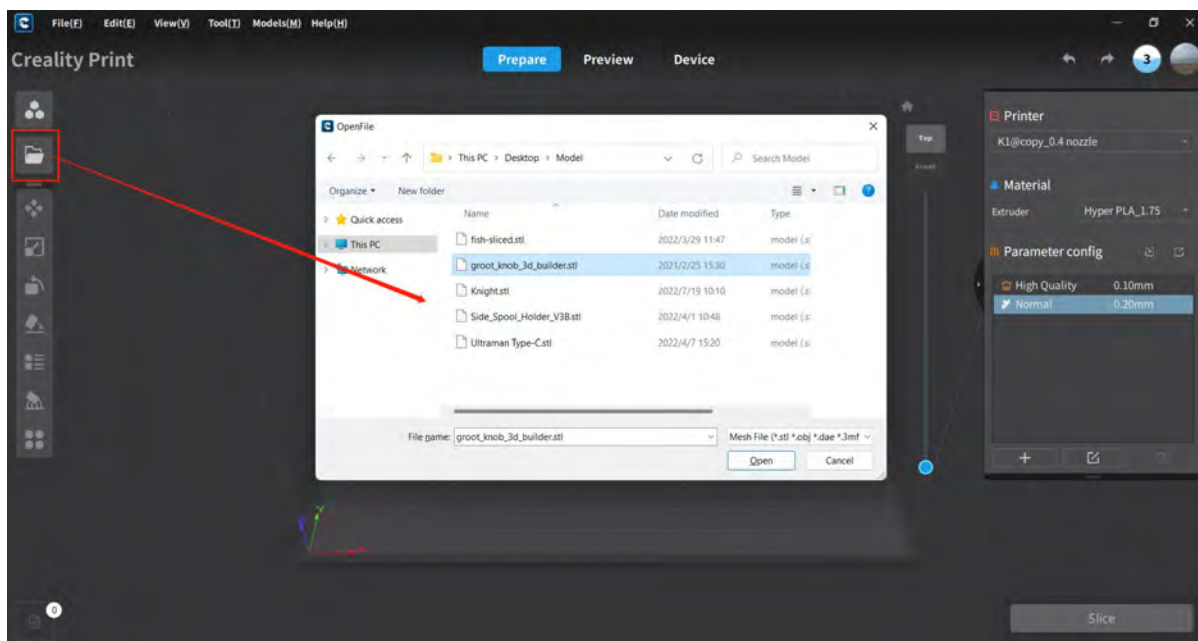 File(F) Edit(E) View(V) Tool(T) Models(M) Help(H)
Creality Print
Prepare Preview Device
3
OpenFile
This PC > Desktop > Model
Search Model
Organize New folder
Quick access
This PC
Network
Name Date modified Type
fish-sliced.stl 2022/3/29 11:47 model (.s
groot_knob_3d_builder.stl 2021/2/25 15:30 model (.s
Knight.stl 2022/7/19 10:10 model (.s
Side_Spool_Holder_V3B.stl 2022/4/1 10:48 model (.s
Ultraman Type-C.stl 2022/4/7 15:20 model (.s
File name: groot_knob_3d_builder.stl Mesh File (*.stl *.obj *.dae *.3mf
Open Cancel
Top
Printer
K1@copy_0.4 nozzle
Material
Extruder Hyper PLA_1.75
Parameter config
High Quality 0.10mm
Normal 0.20mm
0
Slice